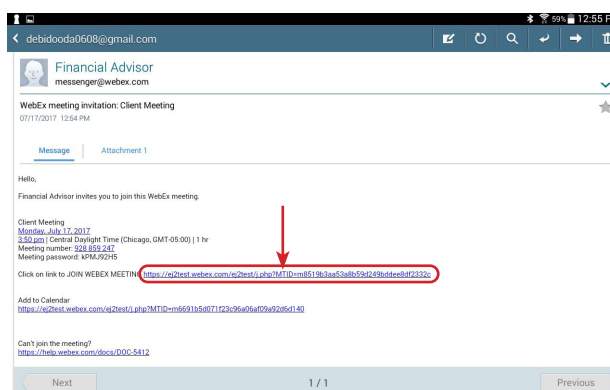 59% 12:55 P
debidooda0608@gmail.com
Financial Advisor
messenger@webex.com
WebEx meeting invitation: Client Meeting
07/17/2017 12:54 PM
Message Attachment 1
Hello,
Financial Advisor invites you to join this WebEx meeting.
Client Meeting
Monday, July 17, 2017
3:50 pm | Central Daylight Time (Chicago, GMT-05:00) | 1 hr
Meeting number: 928 859 247
Meeting password: kPMJ92H5
Click on link to JOIN WEBEX MEETING https://ej2test.webex.com/ej2test/j.php?MTID=m8519b3aa53a8b59d249bddee8df2332c
Add to Calendar
https://ej2test.webex.com/ej2test/j.php?MTID=m6691b5d071f23c96a06af09a92d6d140
Can't join the meeting?
https://help.webex.com/docs/DOC-5412
Next 1 / 1 Previous